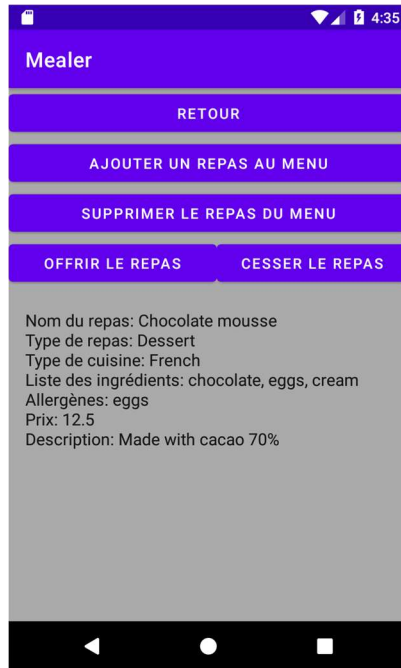 4:35
Mealer
RETOUR
AJOUTER UN REPAS AU MENU
SUPPRIMER LE REPAS DU MENU
OFFRIR LE REPAS CESSER LE REPAS
Nom du repas: Chocolate mousse
Type de repas: Dessert
Type de cuisine: French
Liste des ingrédients: chocolate, eggs, cream
Allergènes: eggs
Prix: 12.5
Description: Made with cacao 70%